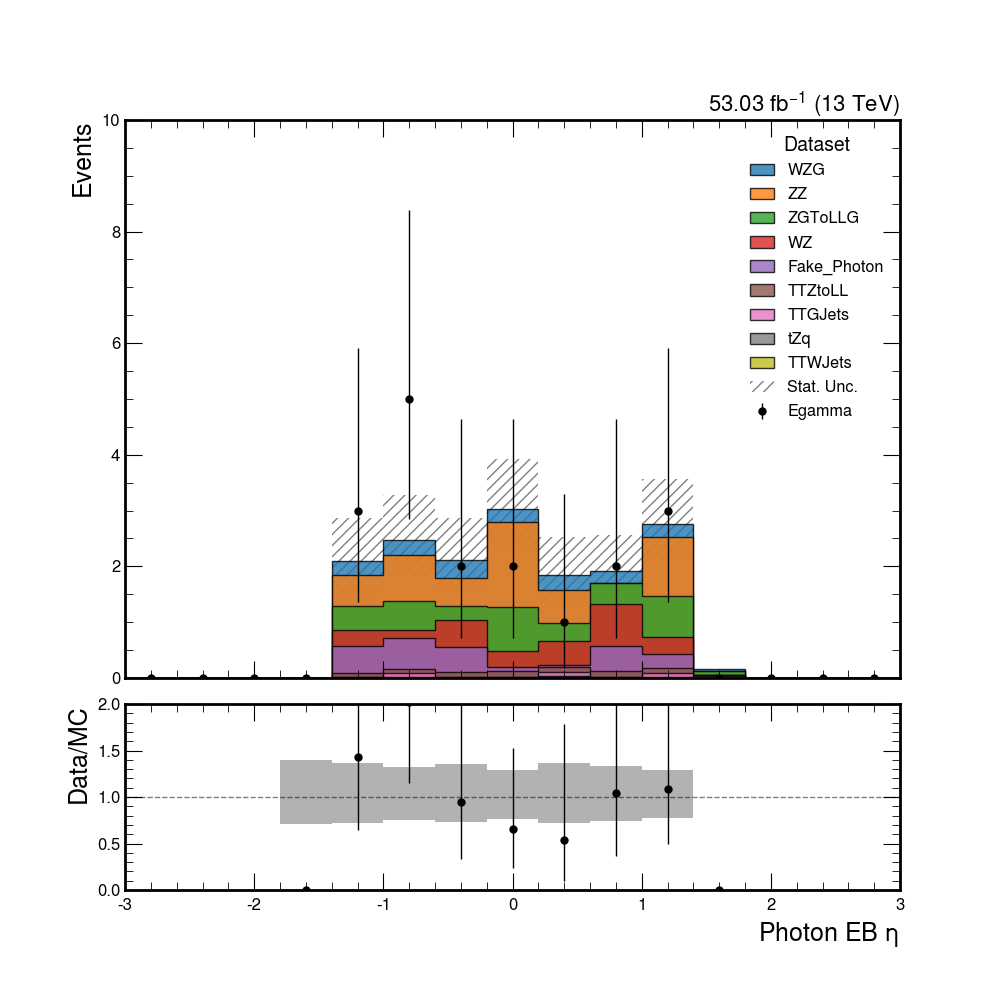 53.03 fb⁻¹ (13 TeV)
Events
10
8
6
4
2
0
Dataset
WZG
ZZ
ZGToLLG
WZ
Fake_Photon
TTZtoLL
TTGJets
tZq
TTWJets
Stat. Unc.
Egamma
Data/MC
2.0
1.5
1.0
0.5
0.0
-3 -2 -1 0 1 2 3
Photon EB η